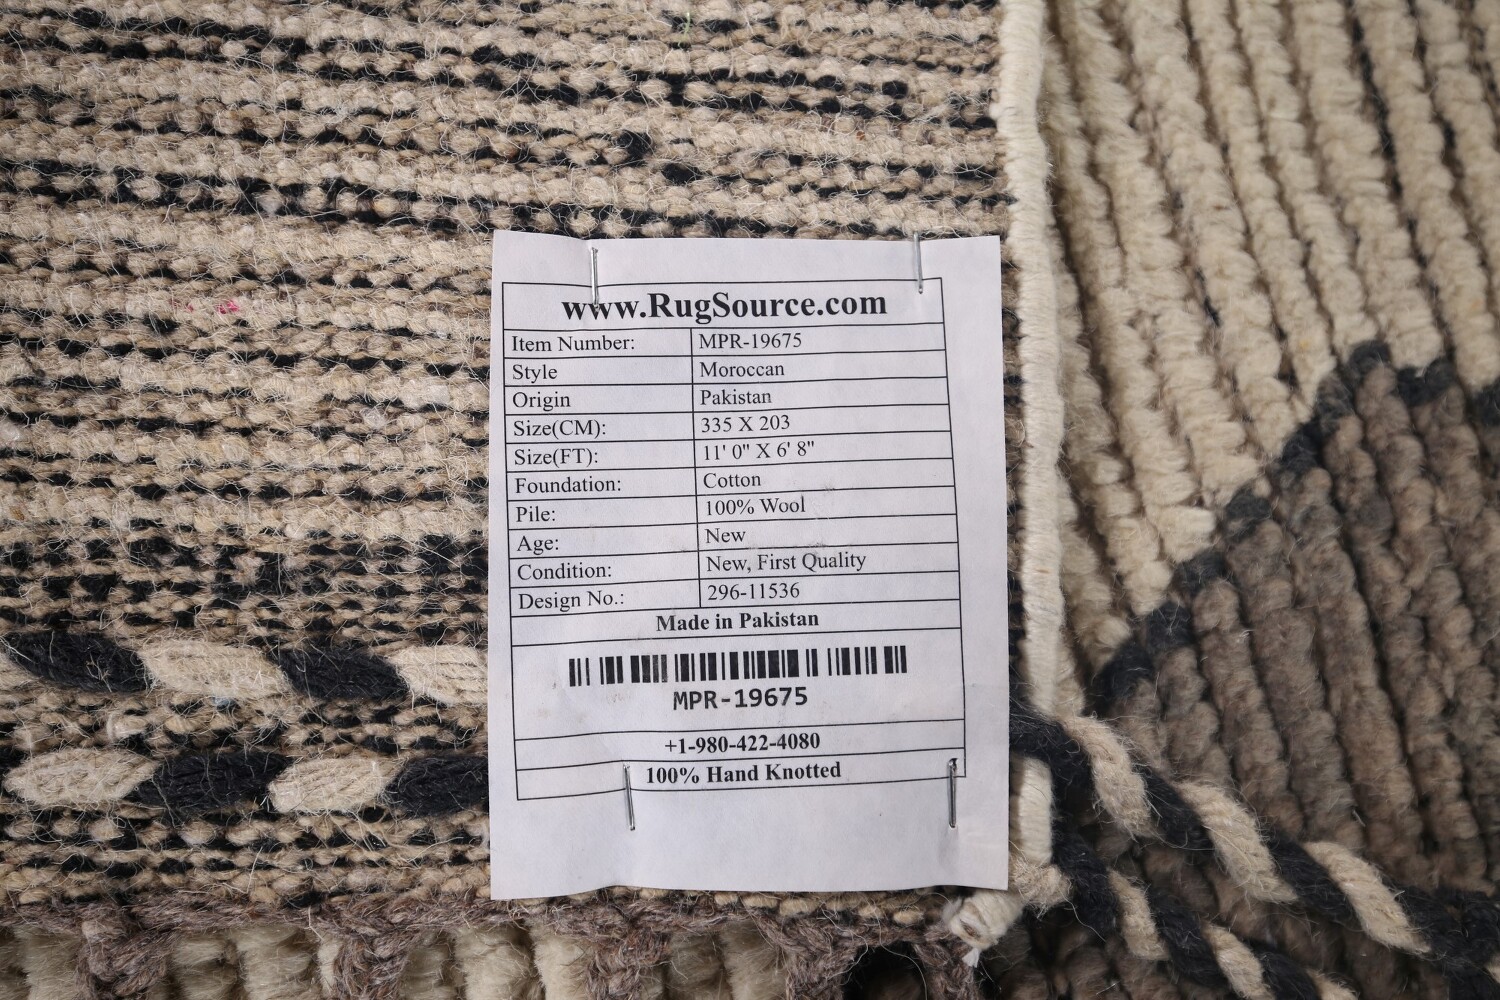 www.RugSource.com
Item Number: MPR-19675
Style Moroccan
Origin Pakistan
Size(CM): 335 X 203
Size(FT): 11' 0" X 6' 8"
Foundation: Cotton
Pile: 100% Wool
Age: New
Condition: New, First Quality
Design No.: 296-11536
Made in Pakistan
MPR-19675
+1-980-422-4080
100% Hand Knotted